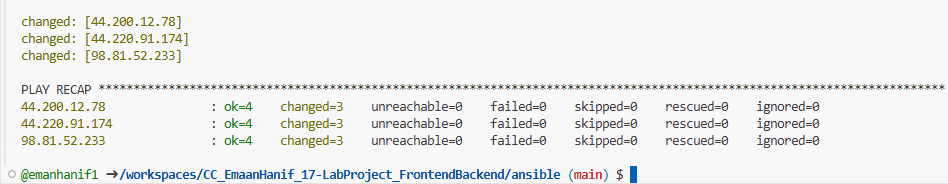 changed: [44.200.12.78]
changed: [44.220.91.174]
changed: [98.81.52.233]
PLAY RECAP *************************************************************************************************************************
44.200.12.78 : ok=4 changed=3 unreachable=0 failed=0 skipped=0 rescued=0 ignored=0
44.220.91.174 : ok=4 changed=3 unreachable=0 failed=0 skipped=0 rescued=0 ignored=0
98.81.52.233 : ok=4 changed=3 unreachable=0 failed=0 skipped=0 rescued=0 ignored=0
@emanhanif1 ➜/workspaces/CC_EmaanHanif_17-LabProject_FrontendBackend/ansible (main) $